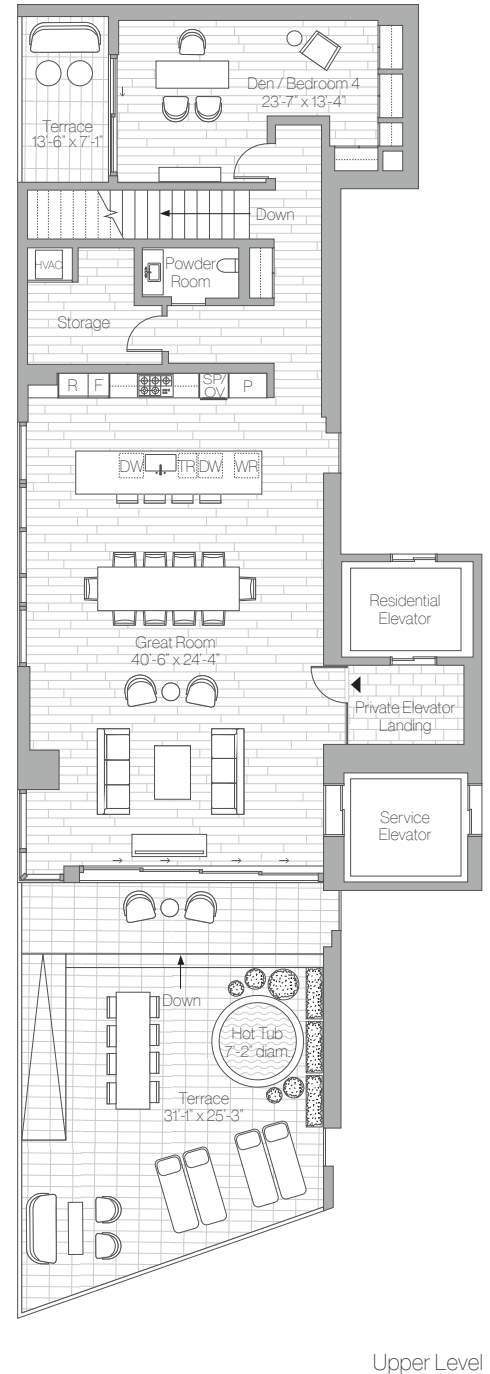 Den / Bedroom 4
23'-7" x 13'-4"
Terrace
13'-6" x 7'-1"
Down
HVAC
Powder
Room
Storage
R F SP/ P
OV
DW TR DW WR
Great Room
40'-6" x 24'-4"
Residential
Elevator
Private Elevator
Landing
Service
Elevator
Down
Hot Tub
7'-2" diam.
Terrace
31'-1" x 25'-3"
Upper Level